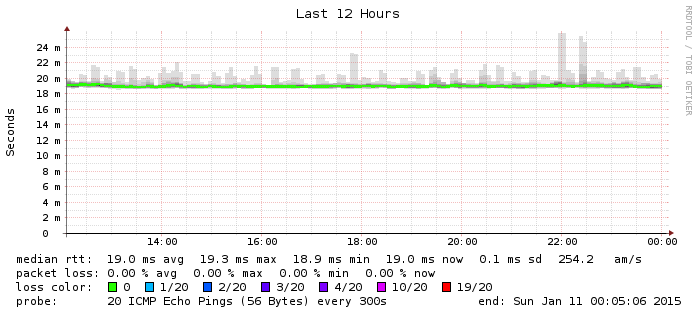 Last 12 Hours
RRDTOOL / TOBI OETIKER
Seconds
24 m
22 m
20 m
18 m
16 m
14 m
12 m
10 m
8 m
6 m
4 m
2 m
0
14:00 16:00 18:00 20:00 22:00 00:00
median rtt: 19.0 ms avg 19.3 ms max 18.9 ms min 19.0 ms now 0.1 ms sd 254.2 am/s
packet loss: 0.00 % avg 0.00 % max 0.00 % min 0.00 % now
loss color: 0 1/20 2/20 3/20 4/20 10/20 19/20
probe: 20 ICMP Echo Pings (56 Bytes) every 300s end: Sun Jan 11 00:05:06 2015